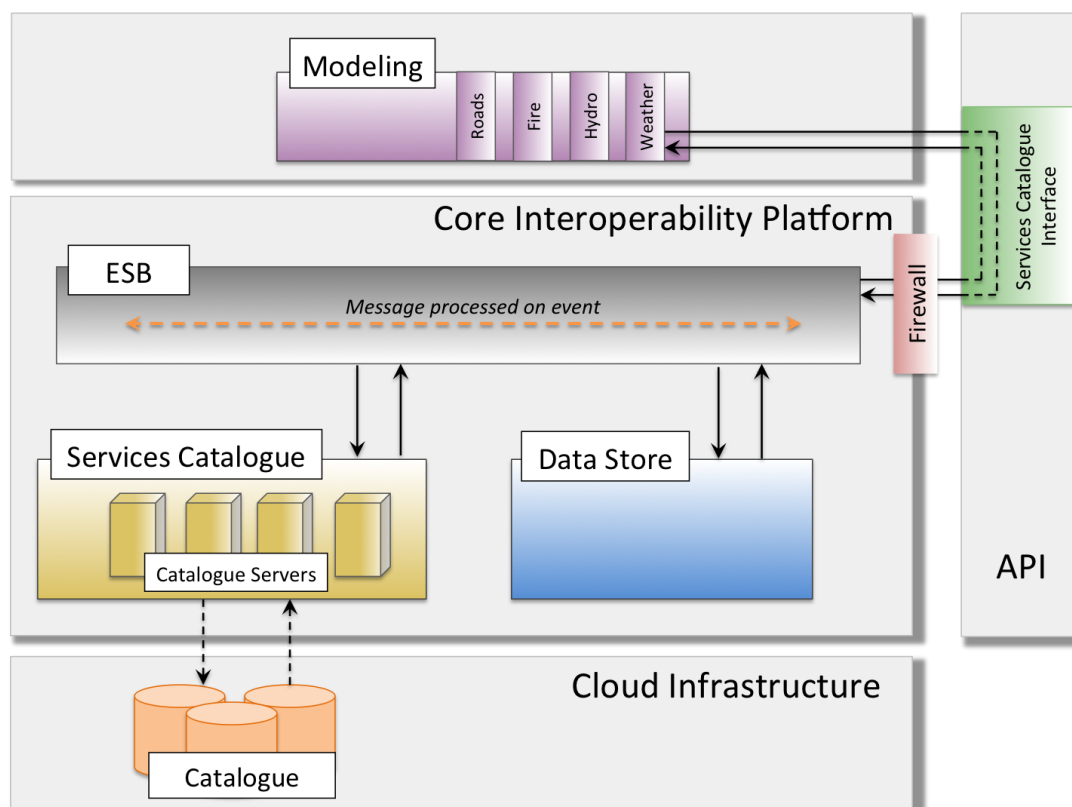 Modeling
Roads
Fire
Hydro
Weather
Services Catalogue
Interface
Core Interoperability Platform
ESB
Message processed on event
Firewall
Services Catalogue
Data Store
Catalogue Servers
API
Cloud Infrastructure
Catalogue